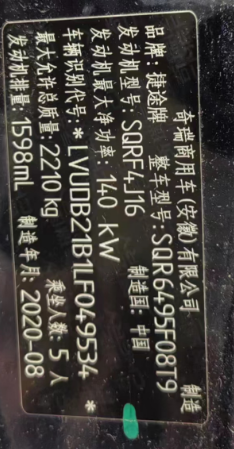 奇瑞商用车(安徽)有限公司 制造
品牌:捷途牌 整车型号:SQR6495F08T9
发动机型号:SQRF4J16 制造国:中国
发动机最大净功率:140 kW
车辆识别代号:*LVUDB21B1LF049534*
最大允许总质量:2210 kg 乘坐人数:5 人
发动机排量:1598mL 制造年月:2020-08